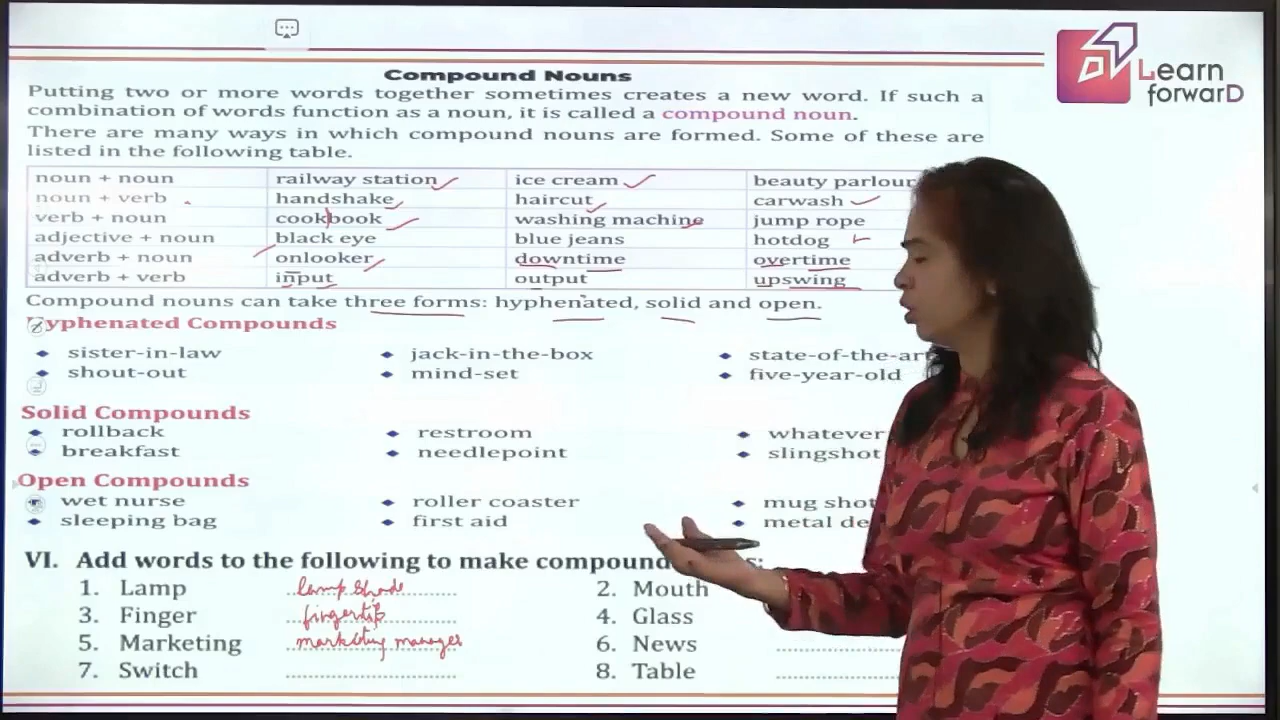 Learn
forwarD
Compound Nouns
Putting two or more words together sometimes creates a new word. If such a
combination of words function as a noun, it is called a compound noun.
There are many ways in which compound nouns are formed. Some of these are
listed in the following table.
noun + noun railway station ice cream beauty parlour
noun + verb handshake haircut carwash
verb + noun cookbook washing machine jump rope
adjective + noun black eye blue jeans hotdog
adverb + noun onlooker downtime overtime
adverb + verb input output upswing
Compound nouns can take three forms: hyphenated, solid and open.
Hyphenated Compounds
sister-in-law jack-in-the-box
shout-out mind-set five-year-old
Solid Compounds
rollback restroom whatever
breakfast needlepoint slingshot
Open Compounds
wet nurse roller coaster mug
sleeping bag first aid metal
VI. Add words to the following to make compound
1. Lamp lampshade 2. Mouth
3. Finger fingertip 4. Glass
5. Marketing marketing manager 6. News
7. Switch 8. Table